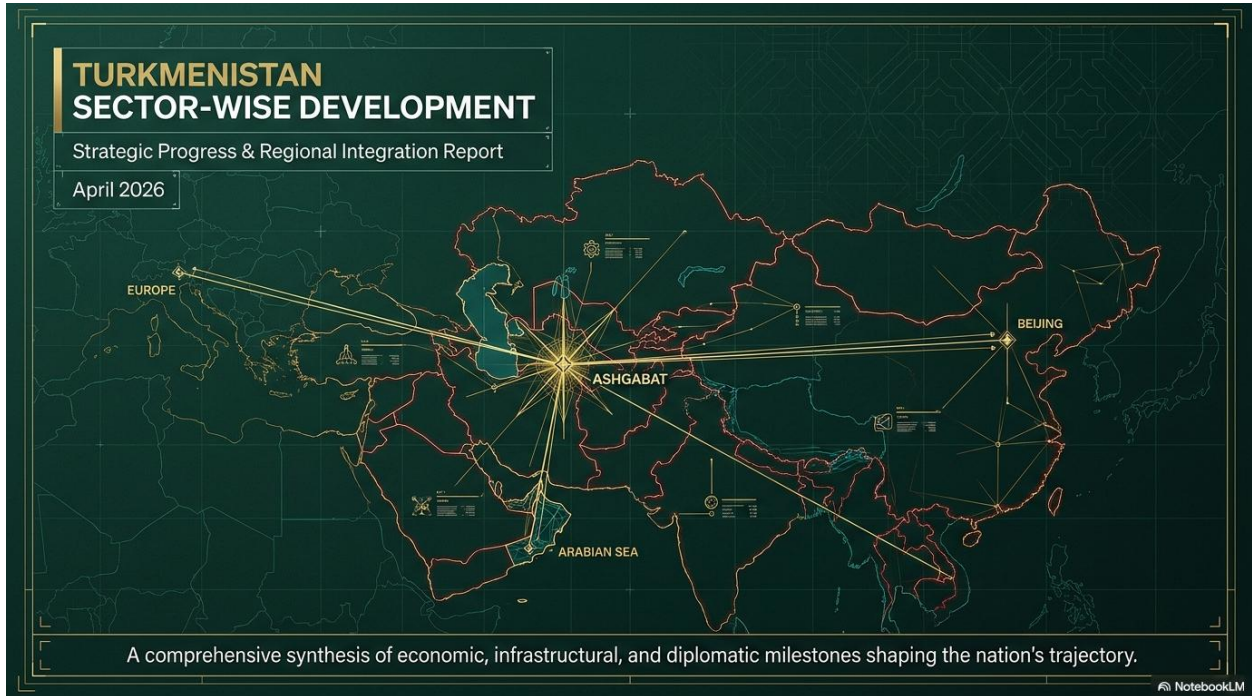 TURKMENISTAN
SECTOR-WISE DEVELOPMENT
Strategic Progress & Regional Integration Report
April 2026
EUROPE
BEIJING
ASHGABAT
ARABIAN SEA
A comprehensive synthesis of economic, infrastructural, and diplomatic milestones shaping the nation's trajectory.
NotebookLM